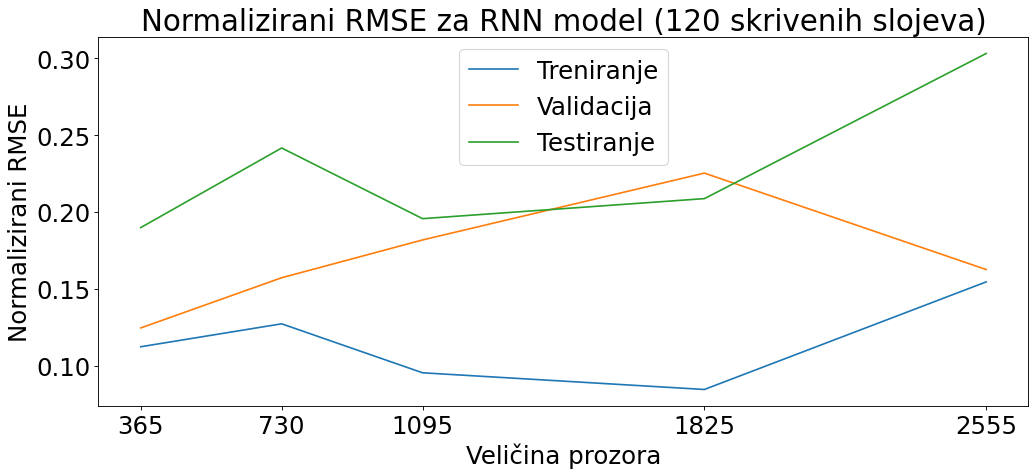 Normalizirani RMSE za RNN model (120 skrivenih slojeva)
Normalizirani RMSE
0.30
0.25
0.20
0.15
0.10
Treniranje
Validacija
Testiranje
365 730 1095 1825 2555
Veličina prozora